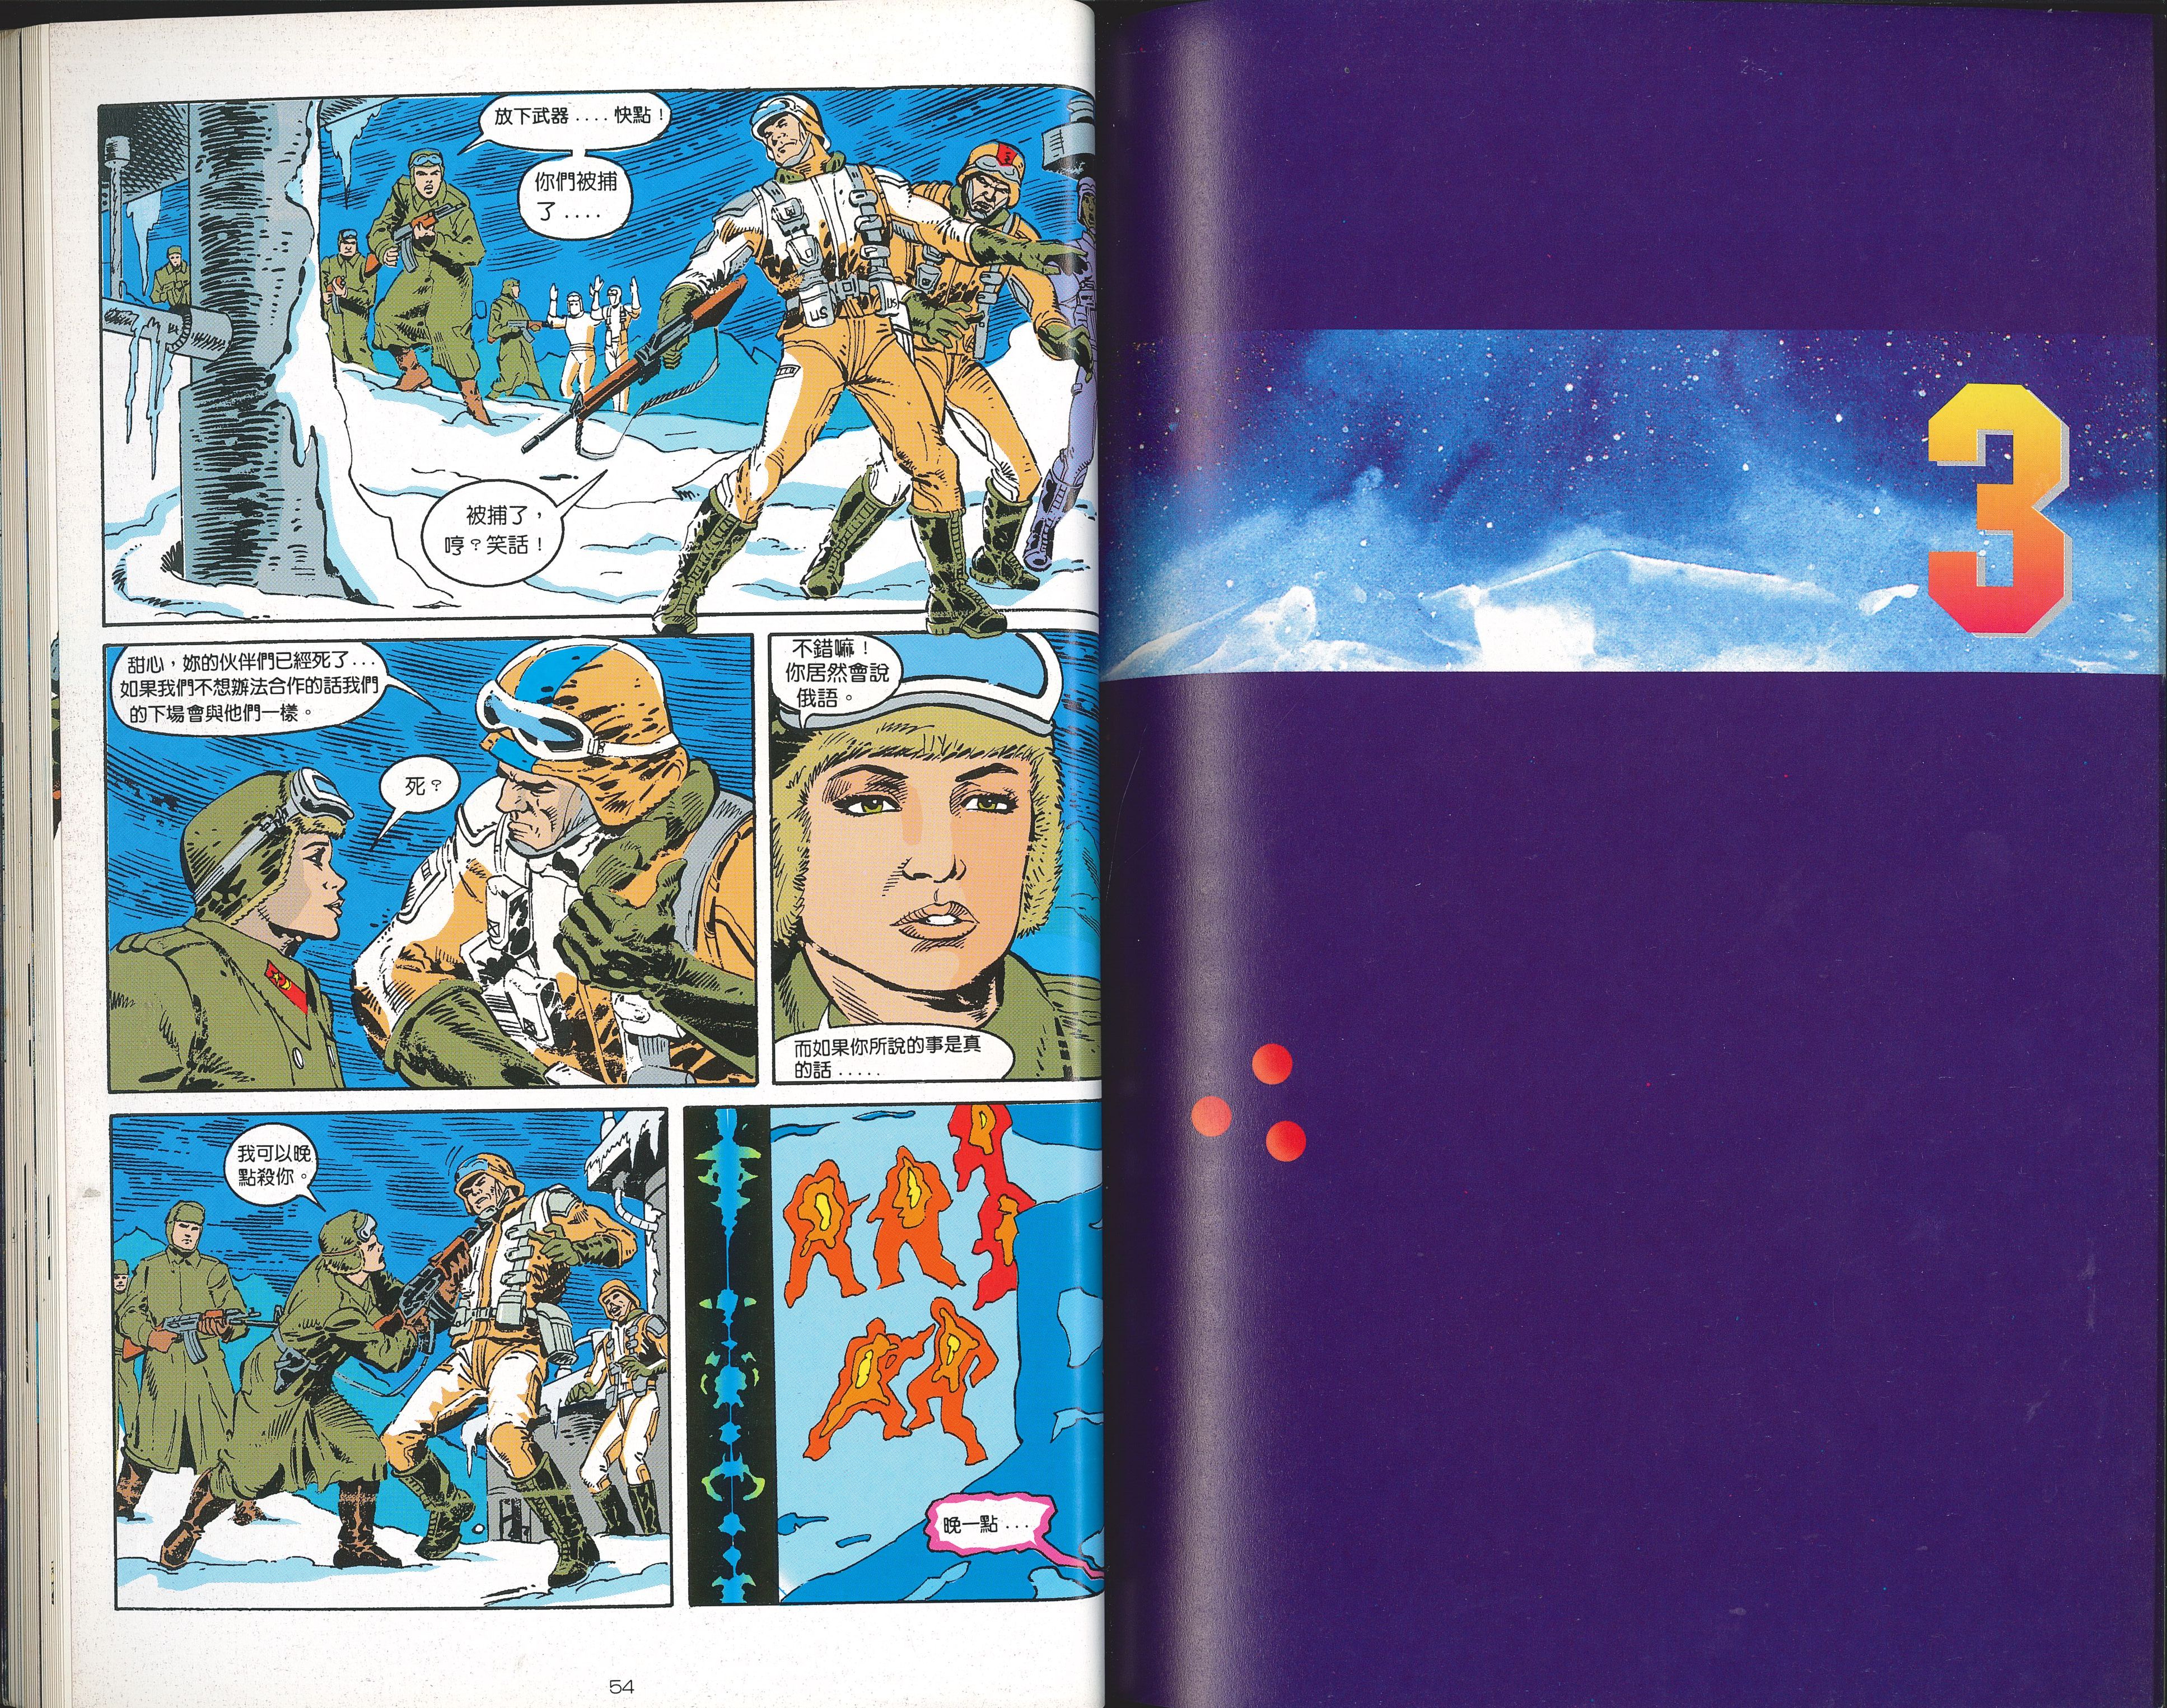 放下武器....快點！
你們被捕
了....
US
US
被捕了，
哼？笑話！
甜心，妳的伙伴們已經死了...
如果我們不想辦法合作的話我們
的下場會與他們一樣。
死？
不錯嘛！
你居然會說
俄語。
而如果你所說的事是真
的話.....
我可以晚
點殺你。
晚一點...
54
3